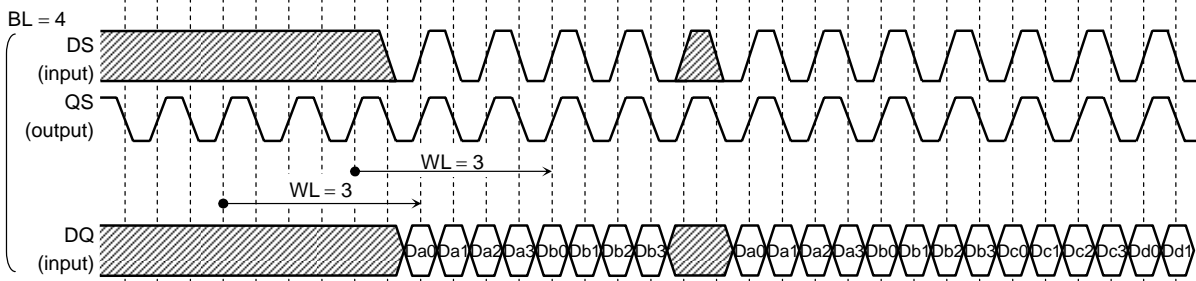 BL = 4
DS
(input)
QS
(output)
WL = 3
WL = 3
DQ
(input)
Da0 Da1 Da2 Da3 Db0 Db1 Db2 Db3 Da0 Da1 Da2 Da3 Db0 Db1 Db2 Db3 Dc0 Dc1 Dc2 Dc3 Dd0 Dd1